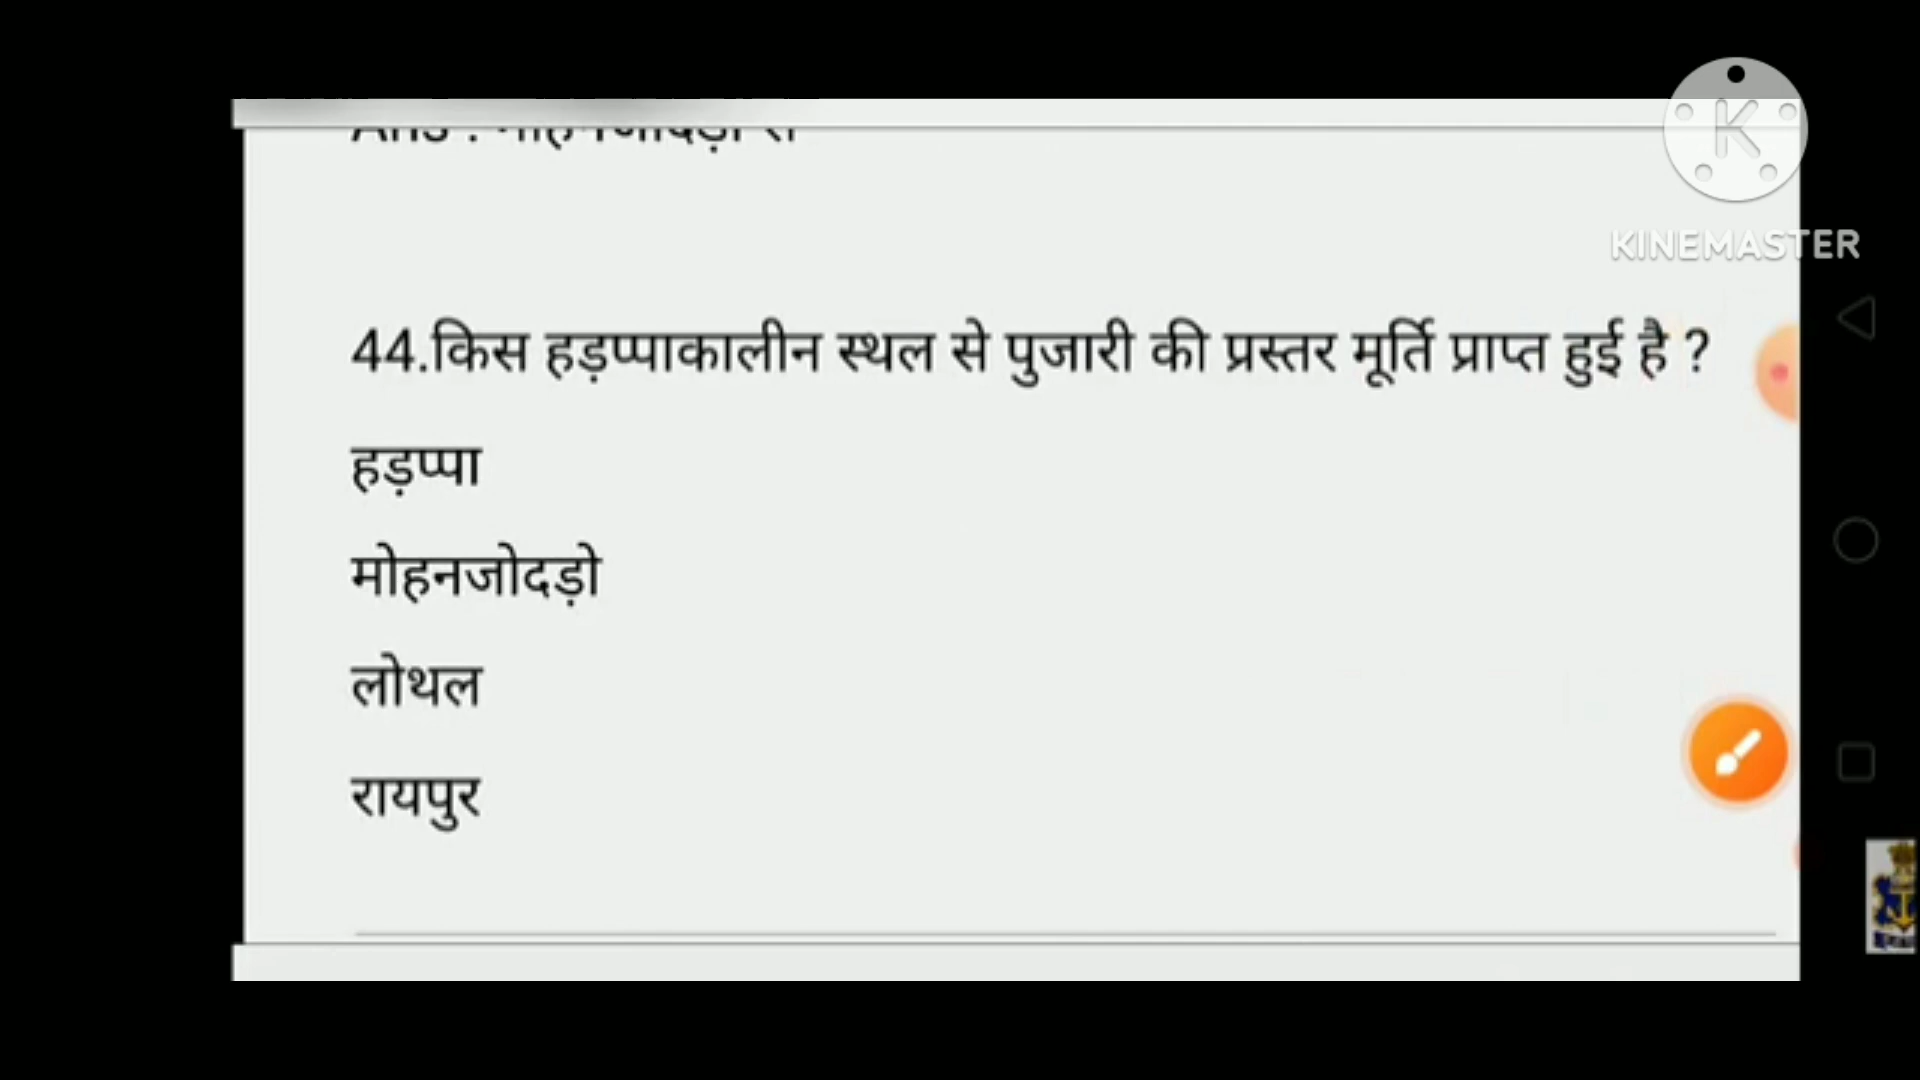 KINEMASTER
44.किस हड़प्पाकालीन स्थल से पुजारी की प्रस्तर मूर्ति प्राप्त हुई है ?
हड़प्पा
मोहनजोदड़ो
लोथल
रायपुर